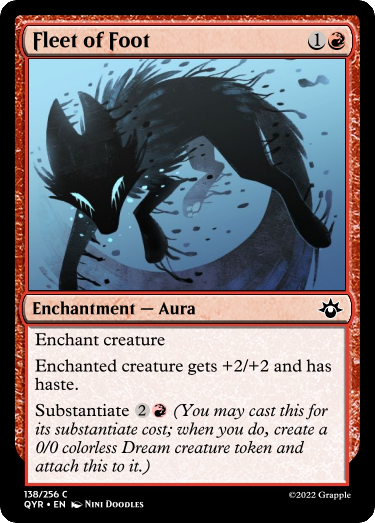 Fleet of Foot 1
Enchantment — Aura
Enchant creature
Enchanted creature gets +2/+2 and has
haste.
Substantiate 2 (You may cast this for
its substantiate cost; when you do, create a
0/0 colorless Dream creature token and
attach this to it.)
138/256 C
QYR • EN Nini Doodles
©2022 Grapple